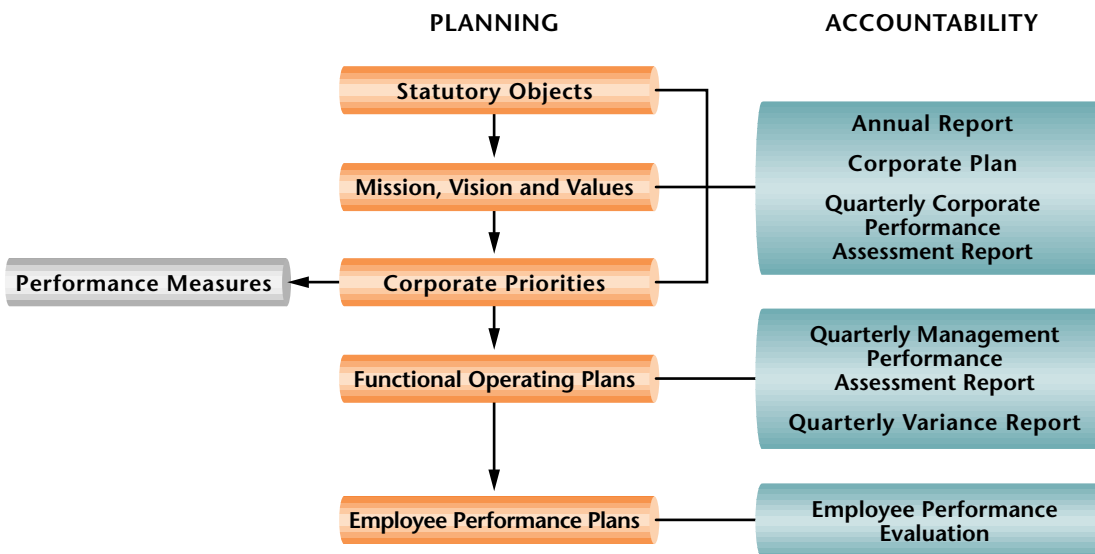 PLANNING
ACCOUNTABILITY
Statutory Objects
Mission, Vision and Values
Performance Measures
Corporate Priorities
Functional Operating Plans
Employee Performance Plans
Annual Report
Corporate Plan
Quarterly Corporate
Performance
Assessment Report
Quarterly Management
Performance
Assessment Report
Quarterly Variance Report
Employee Performance
Evaluation